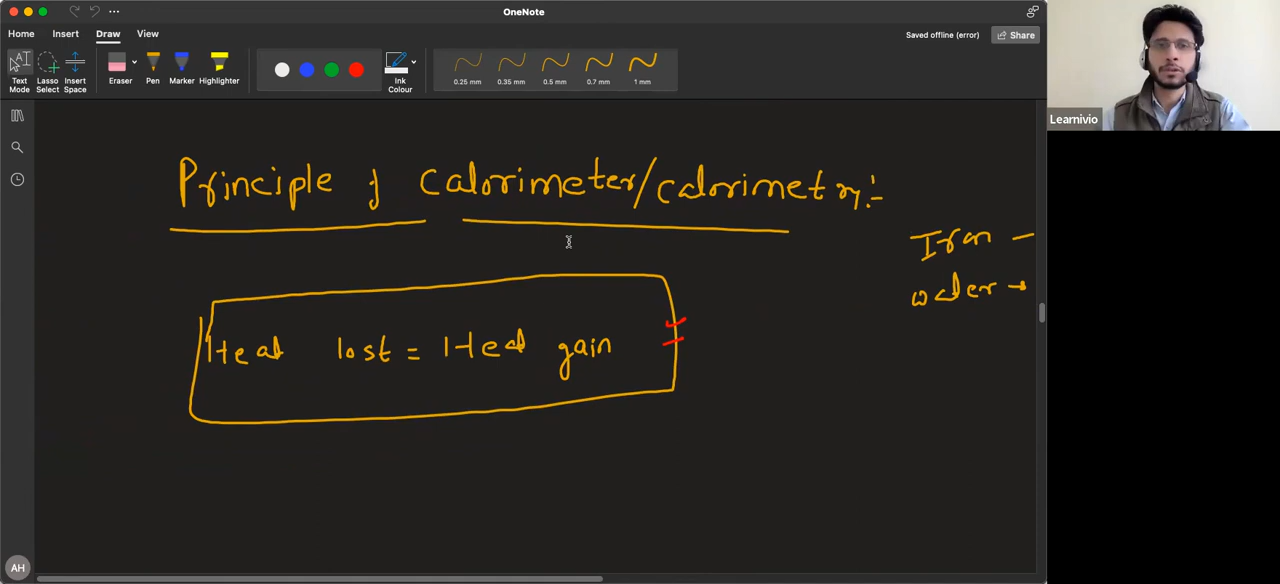 OneNote
Home Insert Draw View
Saved offline (error)
Share
Text Mode
Lasso Select
Insert Space
Eraser
Pen
Marker
Highlighter
Ink Colour
0.25 mm
0.35 mm
0.5 mm
0.7 mm
1 mm
Learnivio
Principle of Calorimeter/calorimetry:-
Iron -
water →
Heat lost = Heat gain
AH